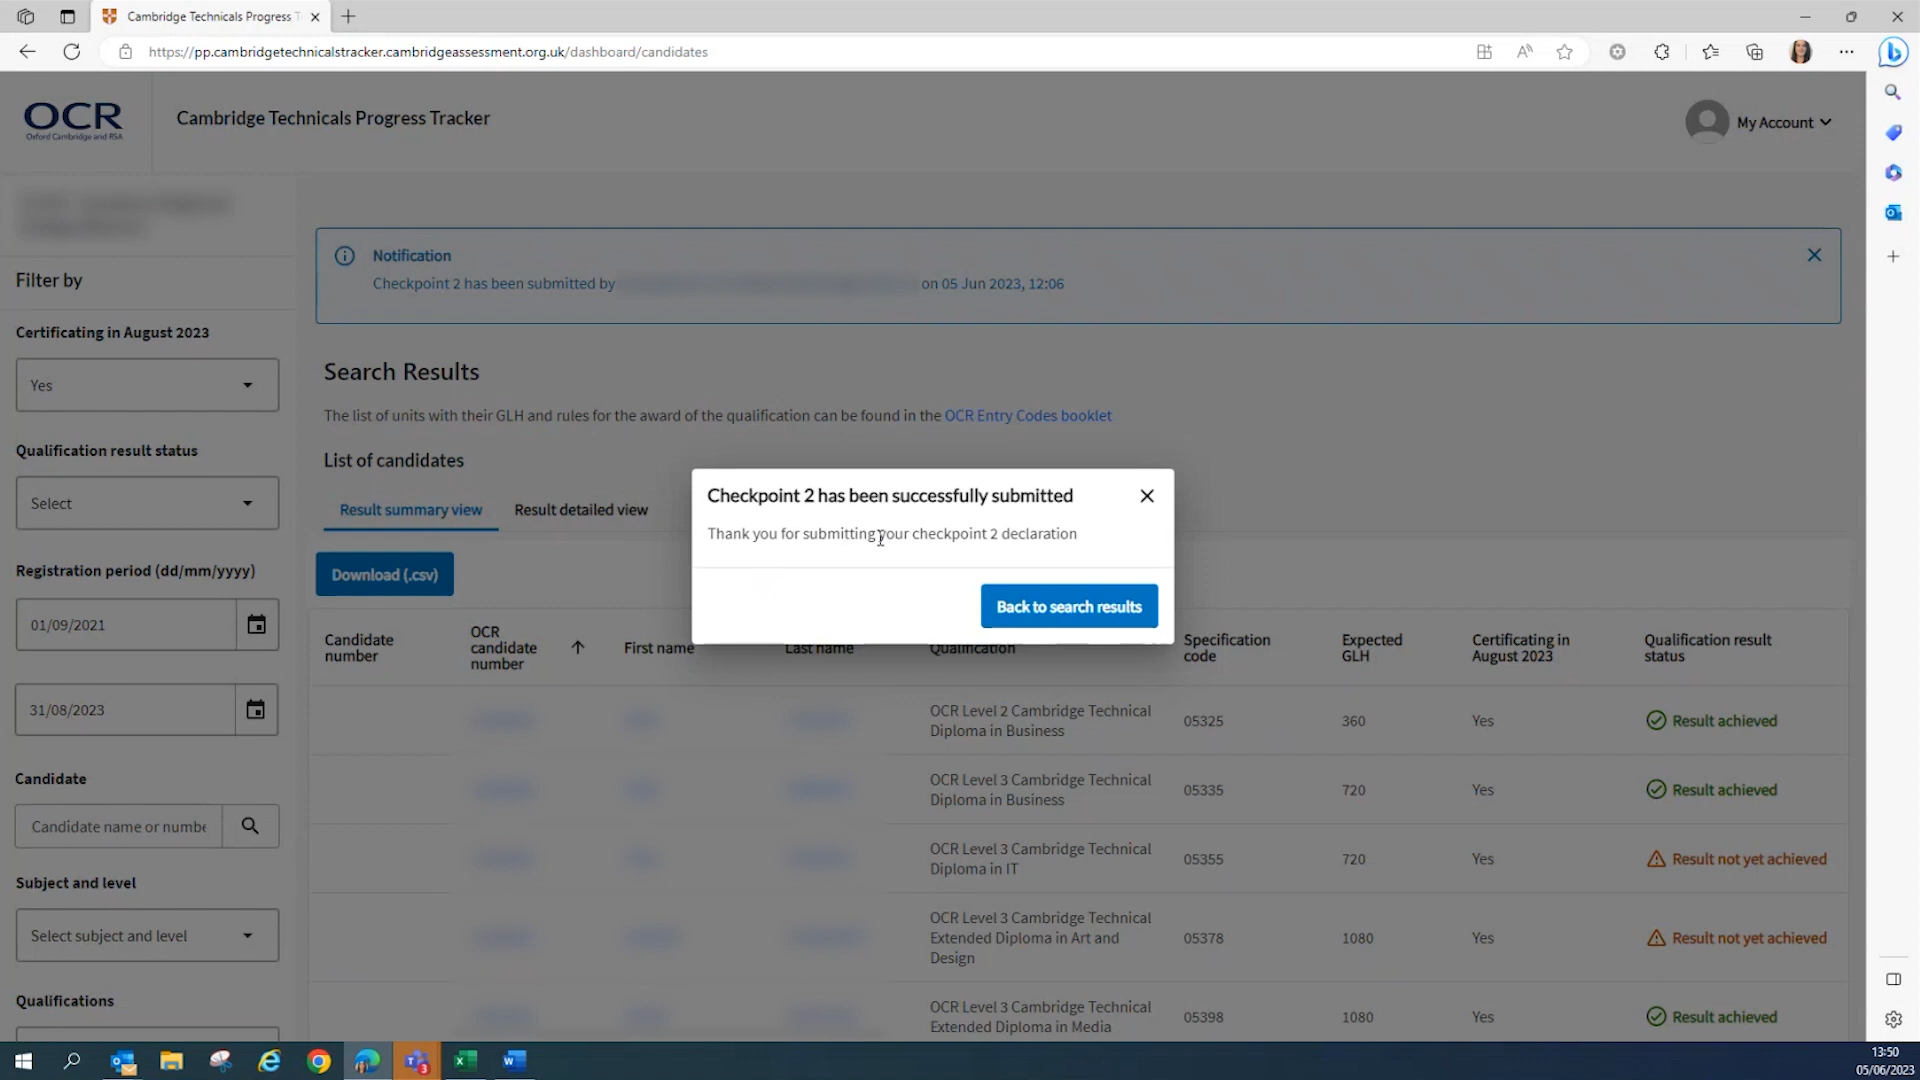 Cambridge Technicals Progress T
https://pp.cambridgetechnicalstracker.cambridgeassessment.org.uk/dashboard/candidates
OCR
Oxford Cambridge and RSA
Cambridge Technicals Progress Tracker
My Account
Filter by
Certificating in August 2023
Yes
Qualification result status
Select
Registration period (dd/mm/yyyy)
01/09/2021
31/08/2023
Candidate
Candidate name or numbe
Subject and level
Select subject and level
Qualifications
Notification
Checkpoint 2 has been submitted by on 05 Jun 2023, 12:06
Search Results
The list of units with their GLH and rules for the award of the qualification can be found in the OCR Entry Codes booklet
List of candidates
Result summary view Result detailed view
Download (.csv)
Checkpoint 2 has been successfully submitted
Thank you for submitting your checkpoint 2 declaration
Back to search results
Candidate number OCR candidate number First name Last name Qualification Specification code Expected GLH Certificating in August 2023 Qualification result status
OCR Level 2 Cambridge Technical Diploma in Business 05325 360 Yes Result achieved
OCR Level 3 Cambridge Technical Diploma in Business 05335 720 Yes Result achieved
OCR Level 3 Cambridge Technical Diploma in IT 05355 720 Yes Result not yet achieved
OCR Level 3 Cambridge Technical Extended Diploma in Art and Design 05378 1080 Yes Result not yet achieved
OCR Level 3 Cambridge Technical Extended Diploma in Media 05398 1080 Yes Result achieved
13:50
05/06/2023